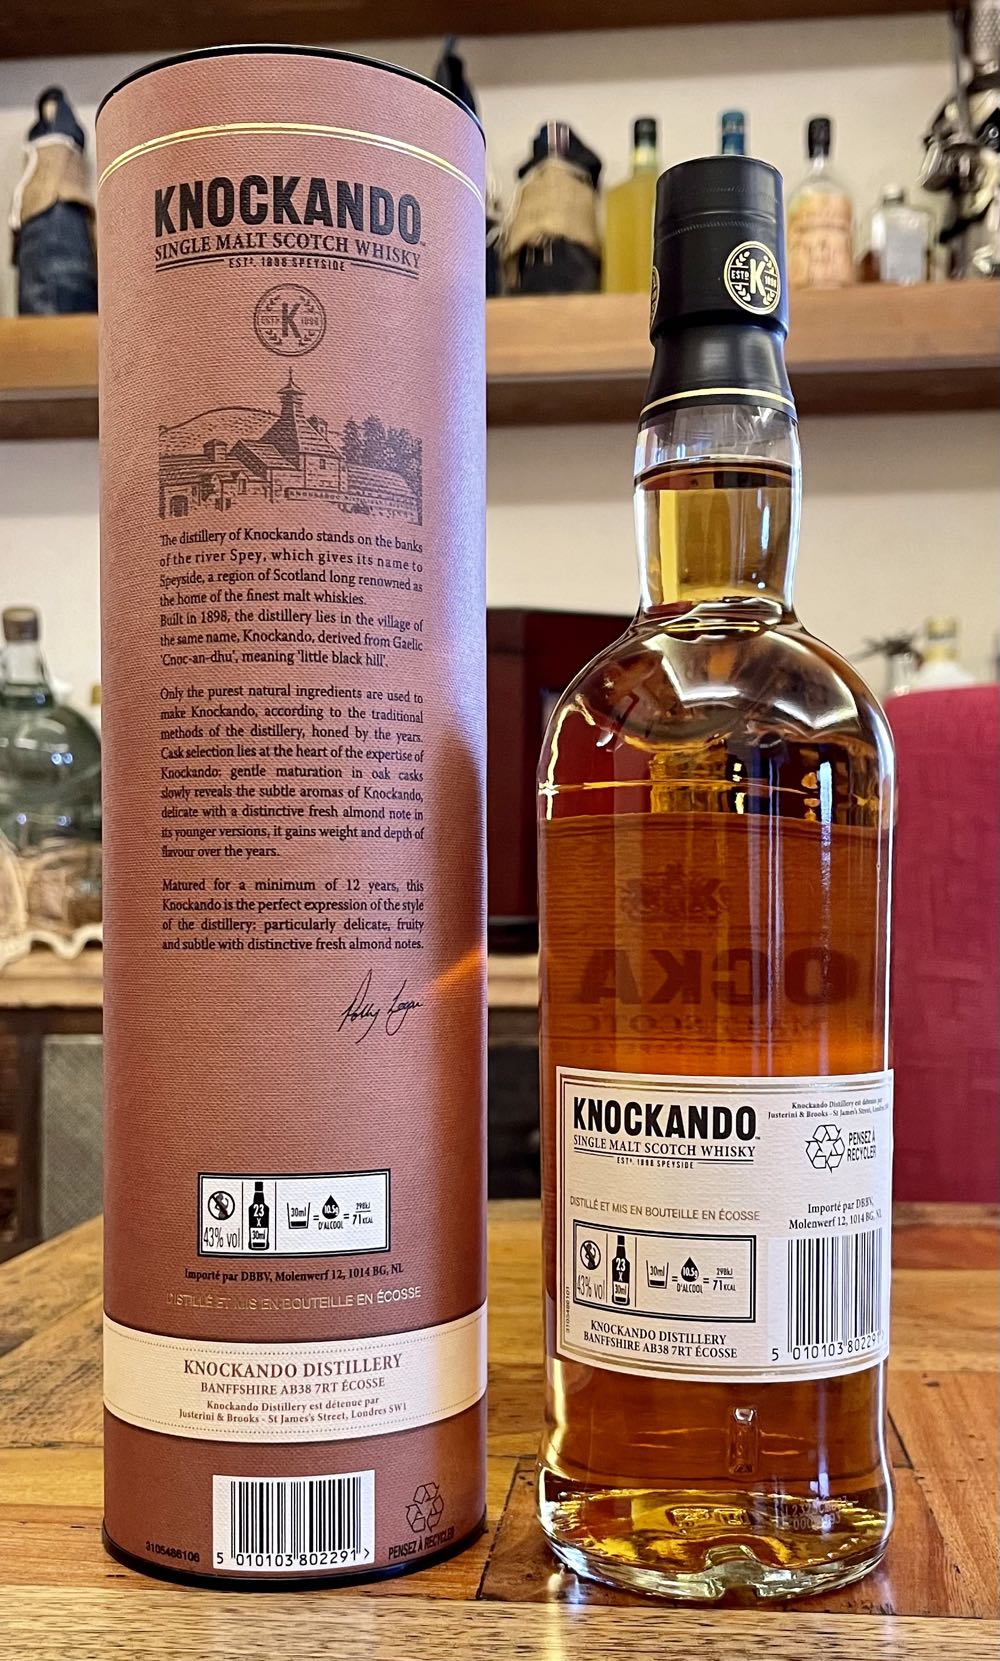 KNOCKANDO™
SINGLE MALT SCOTCH WHISKY
ESTD. 1898 SPEYSIDE
ESTD K 1898
The distillery of Knockando stands on the banks
of the river Spey, which gives its name to
Speyside, a region of Scotland long renowned as
the home of the finest malt whiskies.
Built in 1898, the distillery lies in the village of
the same name, Knockando, derived from Gaelic
'Cnoc-an-dhu', meaning 'little black hill'.
Only the purest natural ingredients are used to
make Knockando, according to the traditional
methods of the distillery, honed by the years.
Cask selection lies at the heart of the expertise of
Knockando: gentle maturation in oak casks
slowly reveals the subtle aromas of Knockando,
delicate with a distinctive fresh almond note in
its younger versions, it gains weight and depth of
flavour over the years.
Matured for a minimum of 12 years, this
Knockando is the perfect expression of the style
of the distillery: particularly delicate, fruity
and subtle with distinctive fresh almond notes.
43% vol 23 x 30ml 30ml = 10.5g D'ALCOOL = 298kJ 71KCAL
Importé par DBBV, Molenwerf 12, 1014 BG, NL
DISTILLÉ ET MIS EN BOUTEILLE EN ÉCOSSE
KNOCKANDO DISTILLERY
BANFFSHIRE AB38 7RT ÉCOSSE
Knockando Distillery est détenue par
Justerini & Brooks - St James's Street, Londres SW1
3105486106
5 010103 802291 >
PENSEZ À RECYCLER
ESTD K 1898
KNOCKANDO™
SINGLE MALT SCOTCH WHISKY
ESTD. 1898 SPEYSIDE
Knockando Distillery est détenue par
Justerini & Brooks - St James's Street, Londres
PENSEZ À
RECYCLER
DISTILLÉ ET MIS EN BOUTEILLE EN ÉCOSSE
Importé par DBBV,
Molenwerf 12, 1014 BG, NL
43% vol 23 x 30ml 30ml = 10.5g D'ALCOOL = 298kJ 71KCAL
KNOCKANDO DISTILLERY
BANFFSHIRE AB38 7RT ÉCOSSE
5 010103 802291